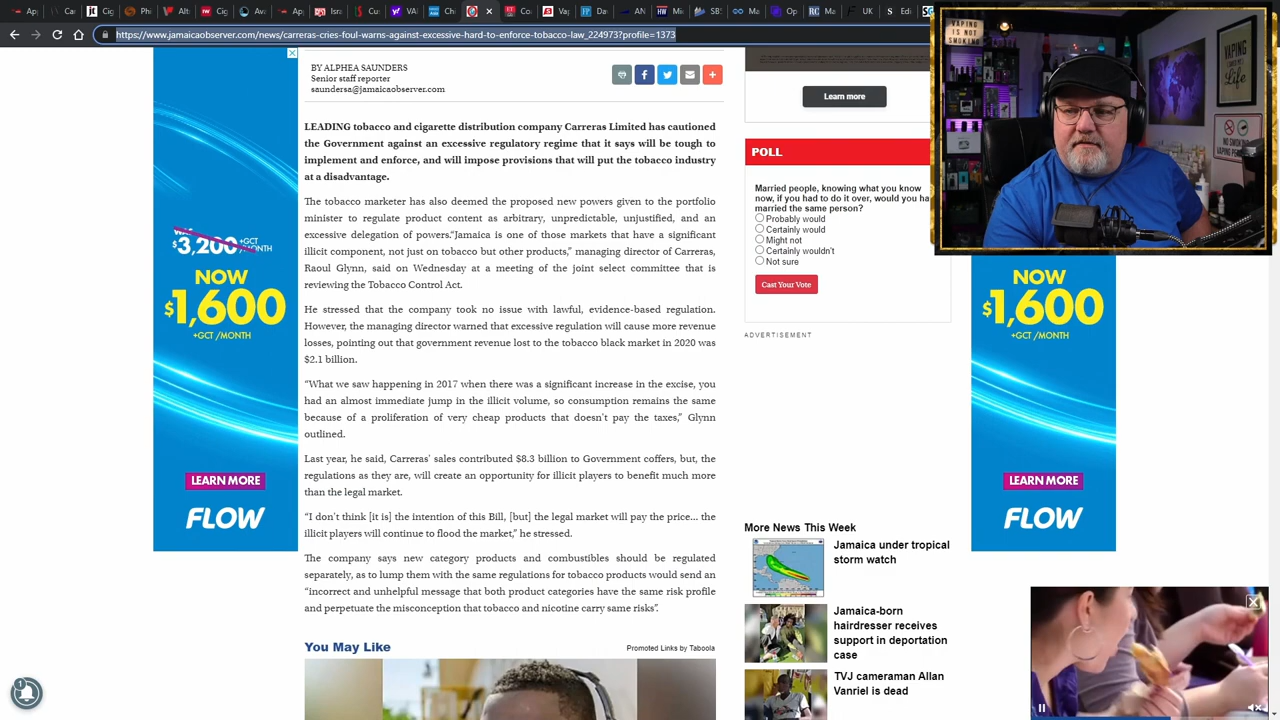 https://www.jamaicaobserver.com/news/carreras-cries-foul-warns-against-excessive-hard-to-enforce-tobacco-law_224973?profile=1373
BY ALPHEA SAUNDERS
Senior staff reporter
saundersa@jamaicaobserver.com
LEADING tobacco and cigarette distribution company Carreras Limited has cautioned
the Government against an excessive regulatory regime that it says will be tough to
implement and enforce, and will impose provisions that will put the tobacco industry
at a disadvantage.
The tobacco marketer has also deemed the proposed new powers given to the portfolio
minister to regulate product content as arbitrary, unpredictable, unjustified, and an
excessive delegation of powers.“Jamaica is one of those markets that have a significant
illicit component, not just on tobacco but other products,” managing director of Carreras,
Raoul Glynn, said on Wednesday at a meeting of the joint select committee that is
reviewing the Tobacco Control Act.
He stressed that the company took no issue with lawful, evidence-based regulation.
However, the managing director warned that excessive regulation will cause more revenue
losses, pointing out that government revenue lost to the tobacco black market in 2020 was
$2.1 billion.
“What we saw happening in 2017 when there was a significant increase in the excise, you
had an almost immediate jump in the illicit volume, so consumption remains the same
because of a proliferation of very cheap products that doesn’t pay the taxes,” Glynn
outlined.
Last year, he said, Carreras’ sales contributed $8.3 billion to Government coffers, but, the
regulations as they are, will create an opportunity for illicit players to benefit much more
than the legal market.
“I don’t think [it is] the intention of this Bill, [but] the legal market will pay the price... the
illicit players will continue to flood the market,” he stressed.
The company says new category products and combustibles should be regulated
separately, as to lump them with the same regulations for tobacco products would send an
“incorrect and unhelpful message that both product categories have the same risk profile
and perpetuate the misconception that tobacco and nicotine carry same risks”.
You May Like
Promoted Links by Taboola
WAS
$3,200 +GCT
/MONTH
NOW
$1,600
+GCT /MONTH
LEARN MORE
FLOW
Learn more
POLL
Married people, knowing what you know
now, if you had to do it over, would you ha
married the same person?
Probably would
Certainly would
Might not
Certainly wouldn't
Not sure
Cast Your Vote
ADVERTISEMENT
More News This Week
Jamaica under tropical
storm watch
Jamaica-born
hairdresser receives
support in deportation
case
TVJ cameraman Allan
Vanriel is dead
NOW
$1,600
+GCT /MONTH
LEARN MORE
FLOW
VAPING
IS NOT
SMOKING
VAPING
Life